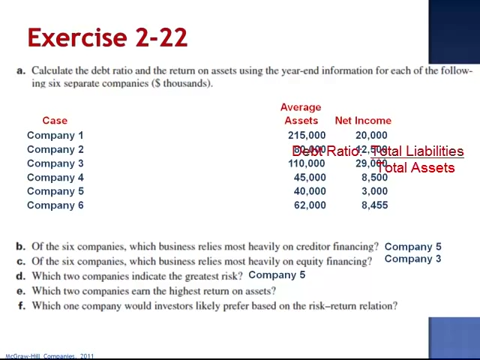 Exercise 2-22
a. Calculate the debt ratio and the return on assets using the year-end information for each of the follow-
ing six separate companies ($ thousands).
Average
Case Assets Net Income
Company 1 215,000 20,000
Company 2
Debt Ratio: Total Liabilities
Total Assets
Company 3 110,000 29,000
Company 4 45,000 8,500
Company 5 40,000 3,000
Company 6 62,000 8,455
b. Of the six companies, which business relies most heavily on creditor financing? Company 5
c. Of the six companies, which business relies most heavily on equity financing? Company 3
d. Which two companies indicate the greatest risk? Company 5
e. Which two companies earn the highest return on assets?
f. Which one company would investors likely prefer based on the risk–return relation?
McGraw-Hill Companies, 2011